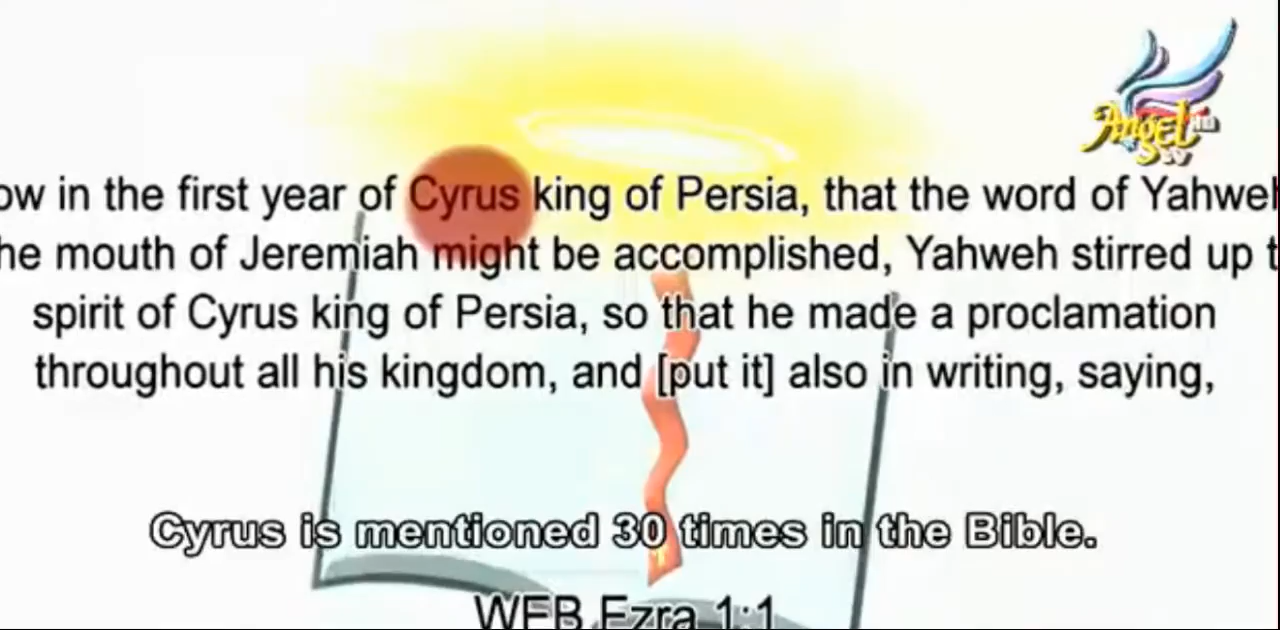 Angel HD
TV
ow in the first year of Cyrus king of Persia, that the word of Yahweh
he mouth of Jeremiah might be accomplished, Yahweh stirred up t
spirit of Cyrus king of Persia, so that he made a proclamation
throughout all his kingdom, and [put it] also in writing, saying,
Cyrus is mentioned 30 times in the Bible.
WEB Ezra 1:1